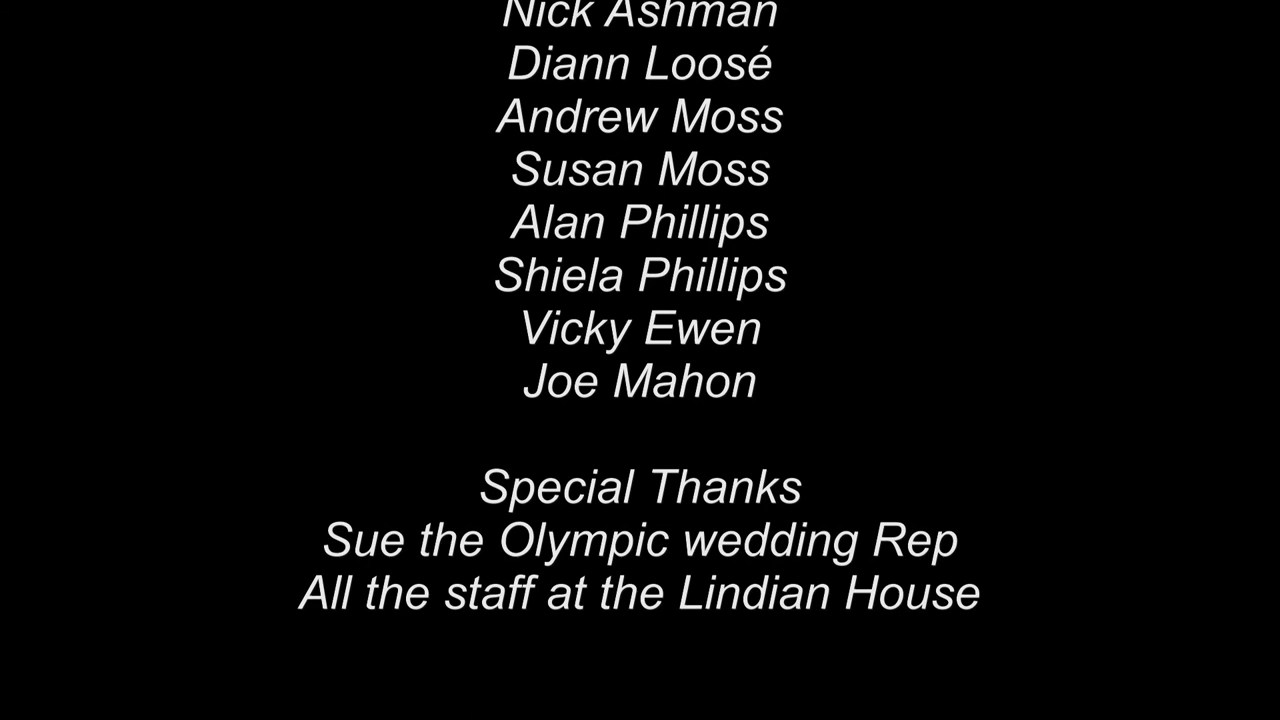 Nick Ashman
Diann Loosé
Andrew Moss
Susan Moss
Alan Phillips
Shiela Phillips
Vicky Ewen
Joe Mahon
Special Thanks
Sue the Olympic wedding Rep
All the staff at the Lindian House